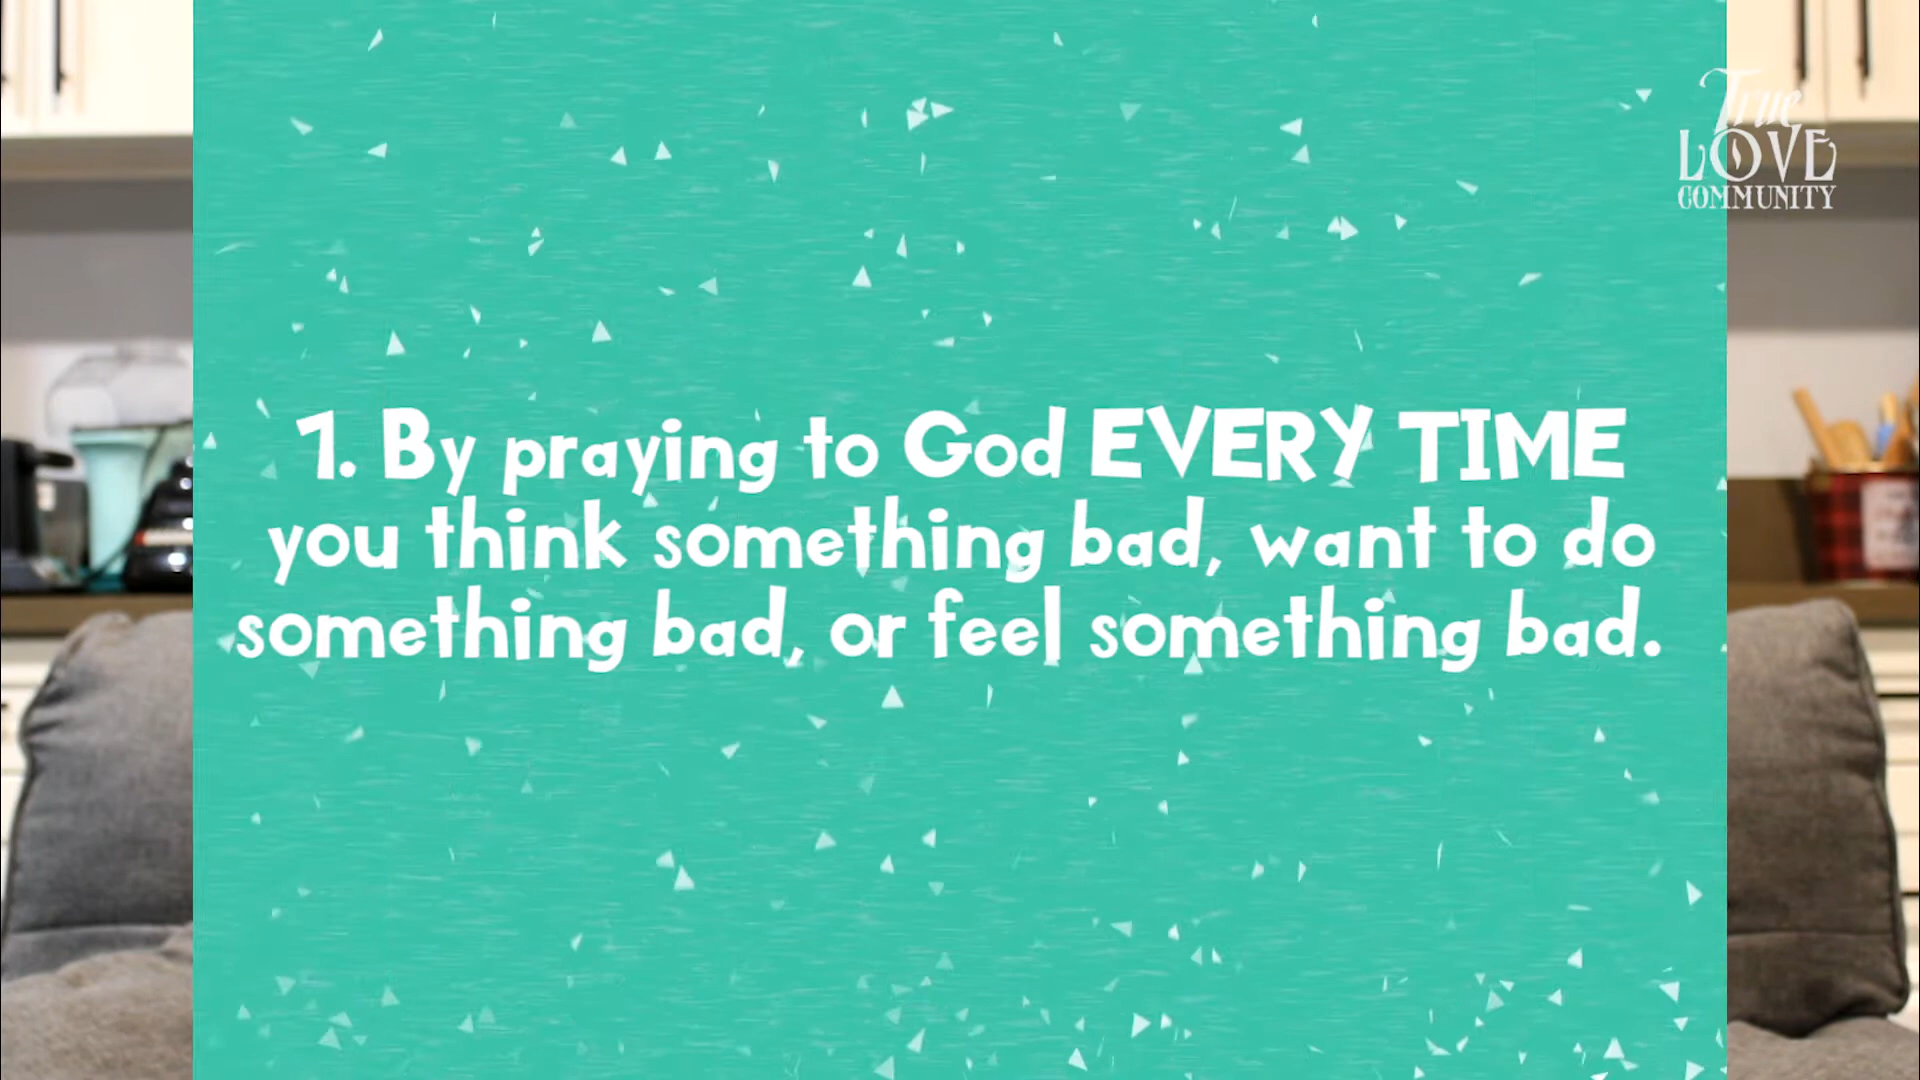 True
LOVE
COMMUNITY
1. By praying to God EVERY TIME
you think something bad, want to do
something bad, or feel something bad.